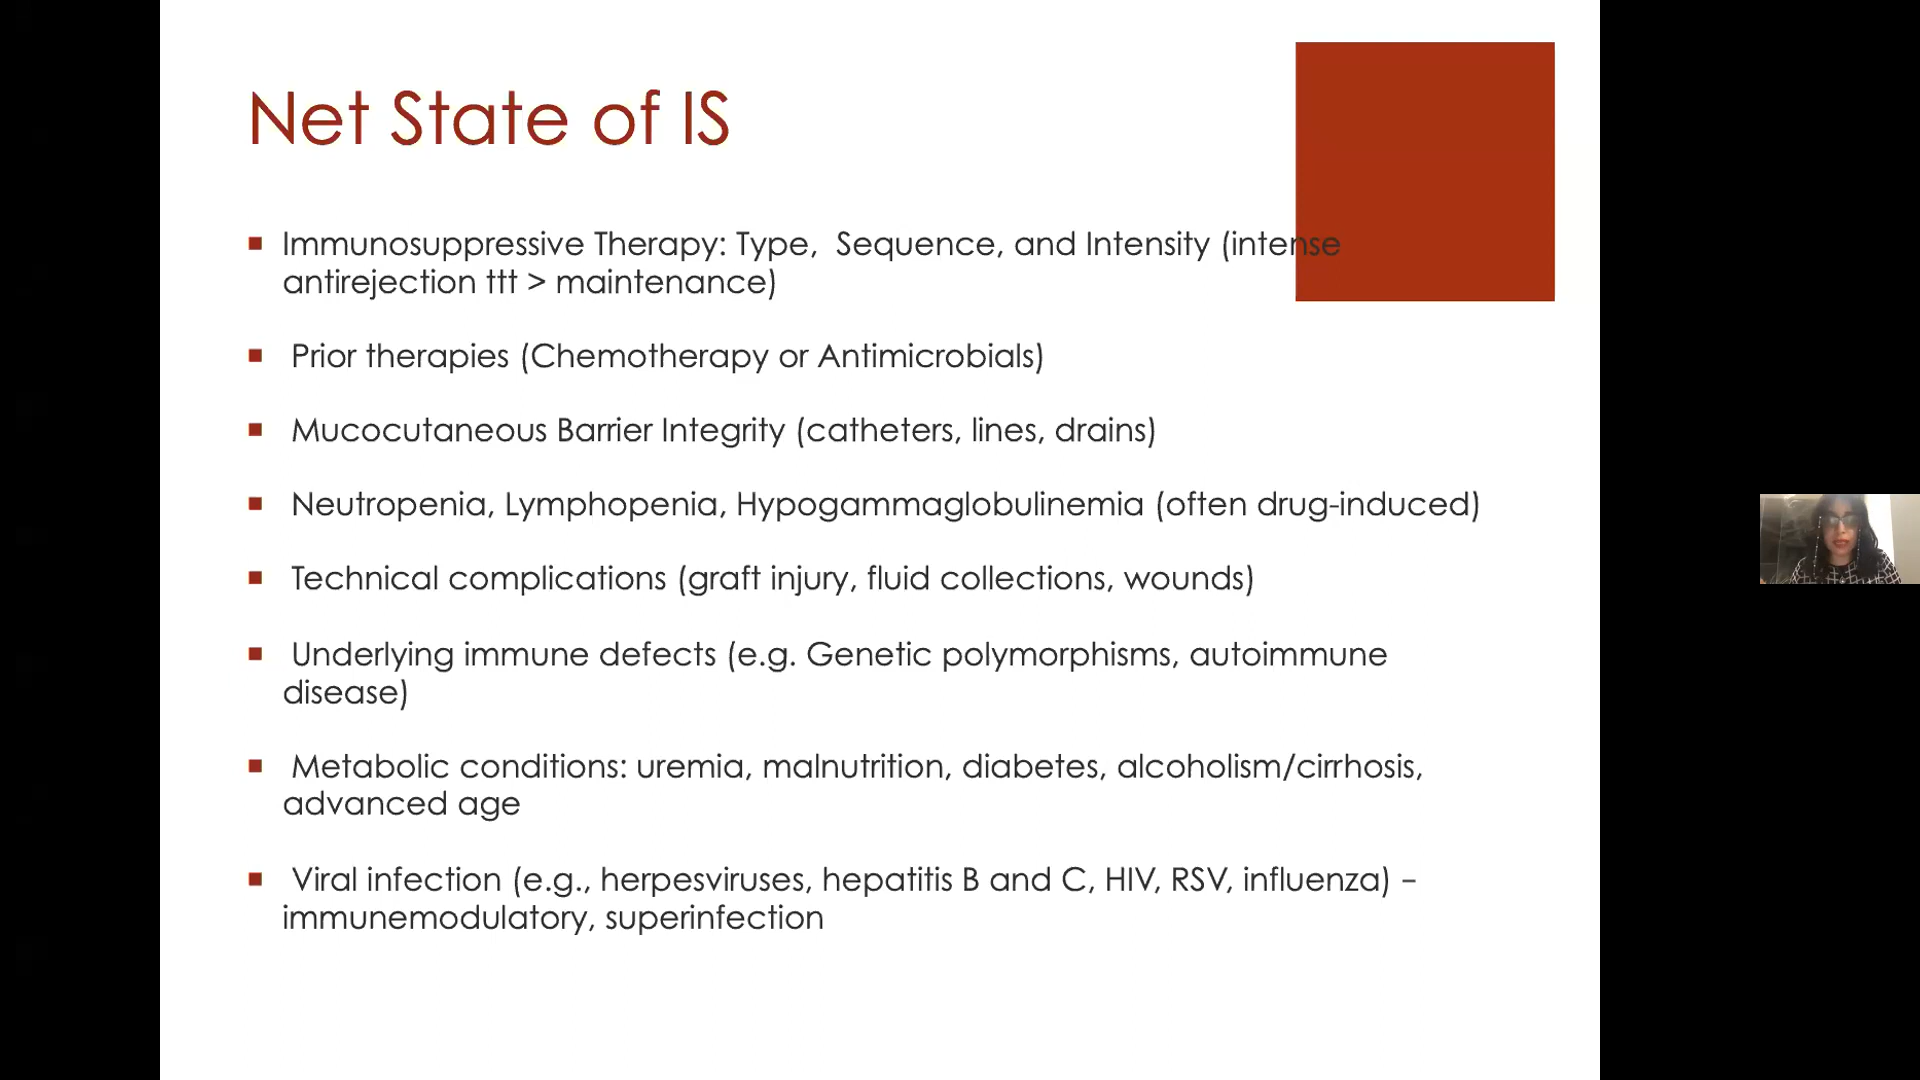 Net State of IS
Immunosuppressive Therapy: Type, Sequence, and Intensity (intense
antirejection ttt > maintenance)
Prior therapies (Chemotherapy or Antimicrobials)
Mucocutaneous Barrier Integrity (catheters, lines, drains)
Neutropenia, Lymphopenia, Hypogammaglobulinemia (often drug-induced)
Technical complications (graft injury, fluid collections, wounds)
Underlying immune defects (e.g. Genetic polymorphisms, autoimmune
disease)
Metabolic conditions: uremia, malnutrition, diabetes, alcoholism/cirrhosis,
advanced age
Viral infection (e.g., herpesviruses, hepatitis B and C, HIV, RSV, influenza) –
immunemodulatory, superinfection